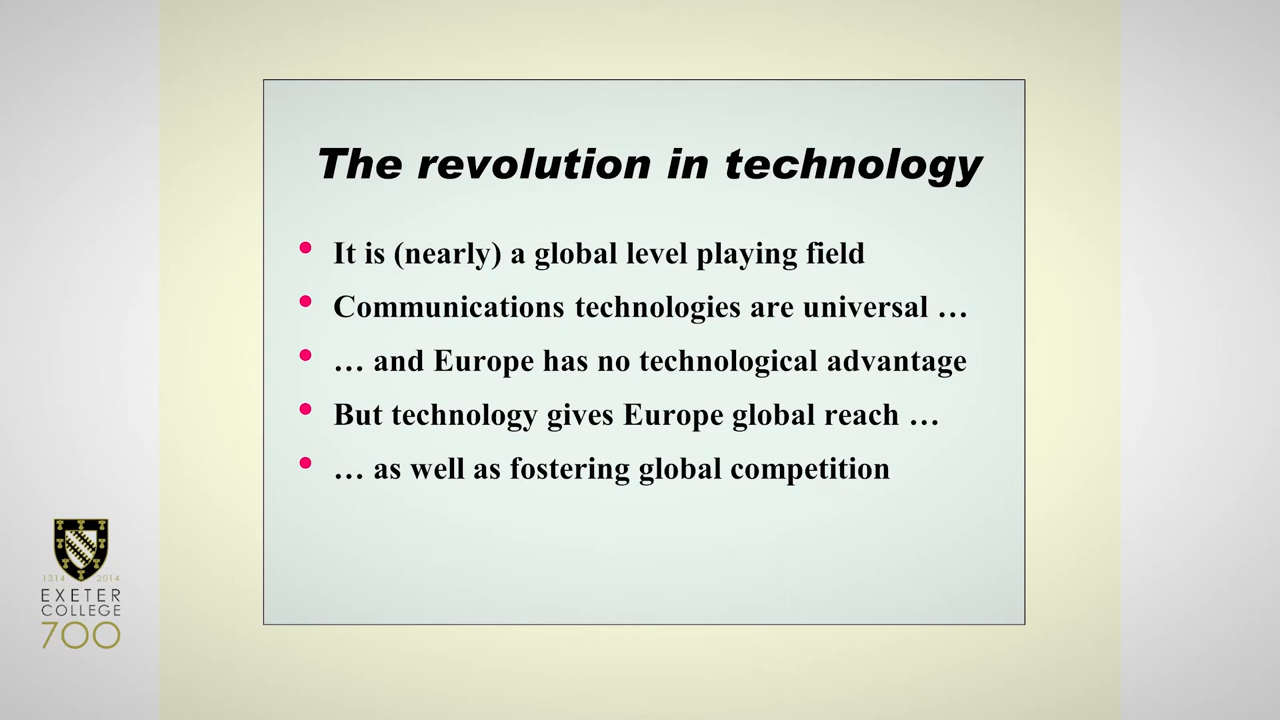 The revolution in technology
• It is (nearly) a global level playing field
• Communications technologies are universal …
• … and Europe has no technological advantage
• But technology gives Europe global reach …
• … as well as fostering global competition
1314 2014
EXETER
COLLEGE
700